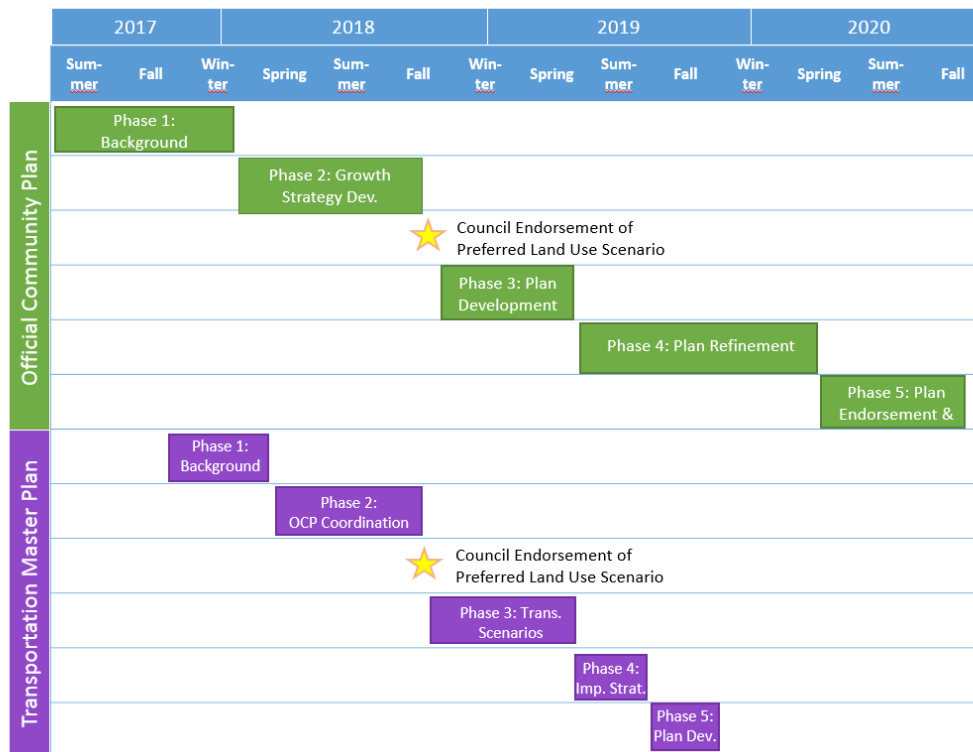 2017 2018 2019 2020
Sum- Fall Win- Spring Sum- Fall Win- Spring Sum- Fall Win- Spring Sum- Fall
mer ter mer ter mer ter mer
Official Community Plan
Phase 1:
Background
Phase 2: Growth
Strategy Dev.
Council Endorsement of
Preferred Land Use Scenario
Phase 3: Plan
Development
Phase 4: Plan Refinement
Phase 5: Plan
Endorsement &
Transportation Master Plan
Phase 1:
Background
Phase 2:
OCP Coordination
Council Endorsement of
Preferred Land Use Scenario
Phase 3: Trans.
Scenarios
Phase 4:
Imp. Strat.
Phase 5:
Plan Dev.